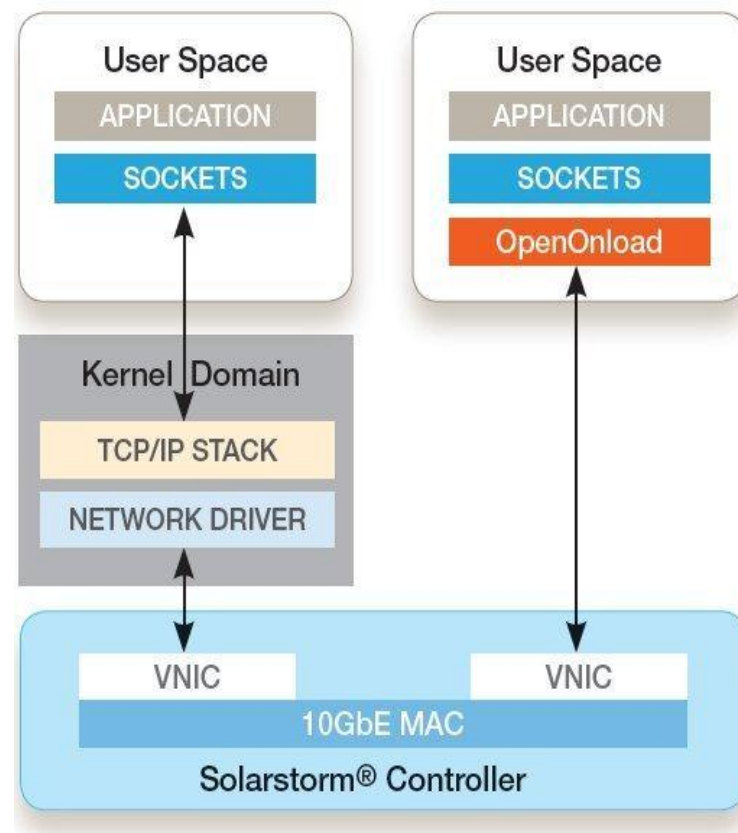 User Space
APPLICATION
SOCKETS
User Space
APPLICATION
SOCKETS
OpenOnload
Kernel Domain
TCP/IP STACK
NETWORK DRIVER
VNIC
VNIC
10GbE MAC
Solarstorm® Controller